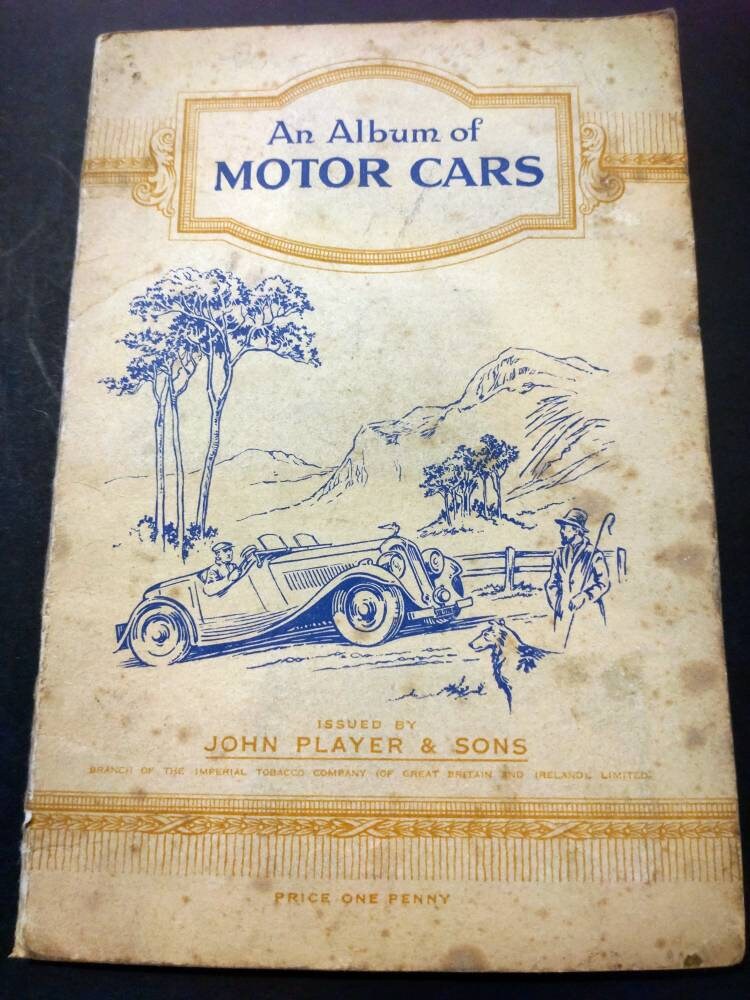 An Album of
MOTOR CARS
ISSUED BY
JOHN PLAYER & SONS
BRANCH OF THE IMPERIAL TOBACCO COMPANY (OF GREAT BRITAIN AND IRELAND), LIMITED.
PRICE ONE PENNY